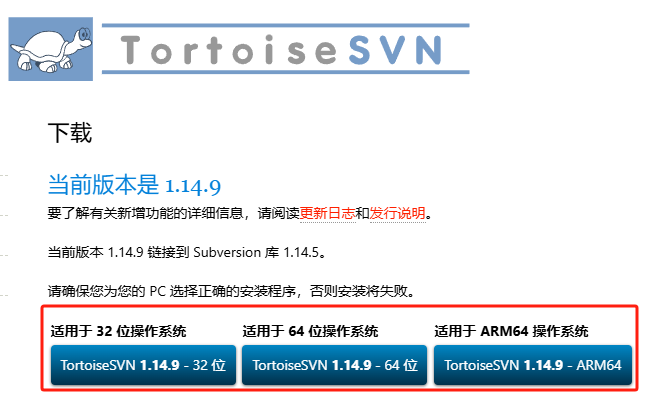 TortoiseSVN
下载
当前版本是 1.14.9
要了解有关新增功能的详细信息，请阅读更新日志和发行说明。
当前版本 1.14.9 链接到 Subversion 库 1.14.5。
请确保您为您的 PC 选择正确的安装程序，否则安装将失败。
适用于 32 位操作系统 适用于 64 位操作系统 适用于 ARM64 操作系统
TortoiseSVN 1.14.9 - 32 位 TortoiseSVN 1.14.9 - 64 位 TortoiseSVN 1.14.9 - ARM64